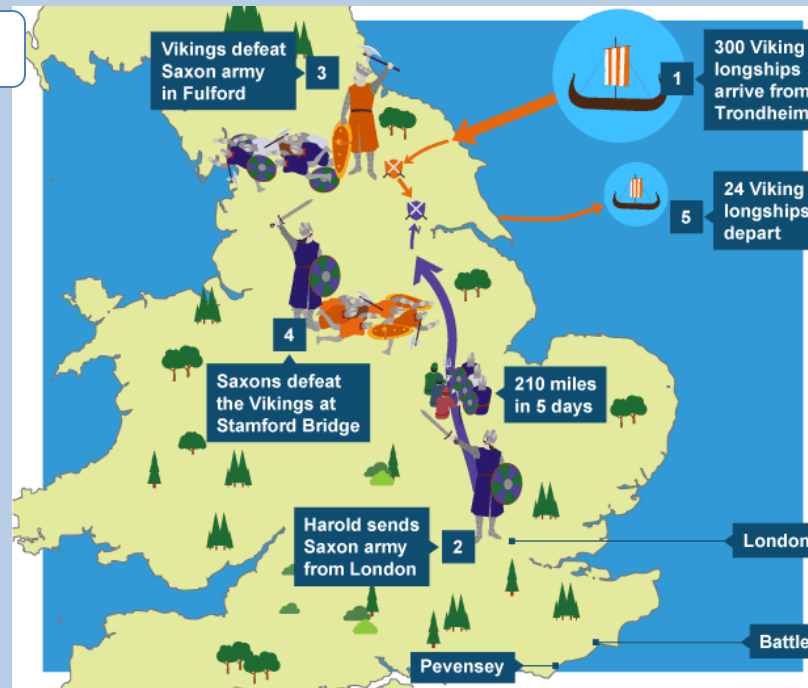 Vikings defeat
Saxon army
in Fulford
3
1
300 Viking
longships
arrive from
Trondheim
24 Viking
longships
depart
5
4
Saxons defeat
the Vikings at
Stamford Bridge
210 miles
in 5 days
Harold sends
Saxon army
from London
2
London
Battle
Pevensey